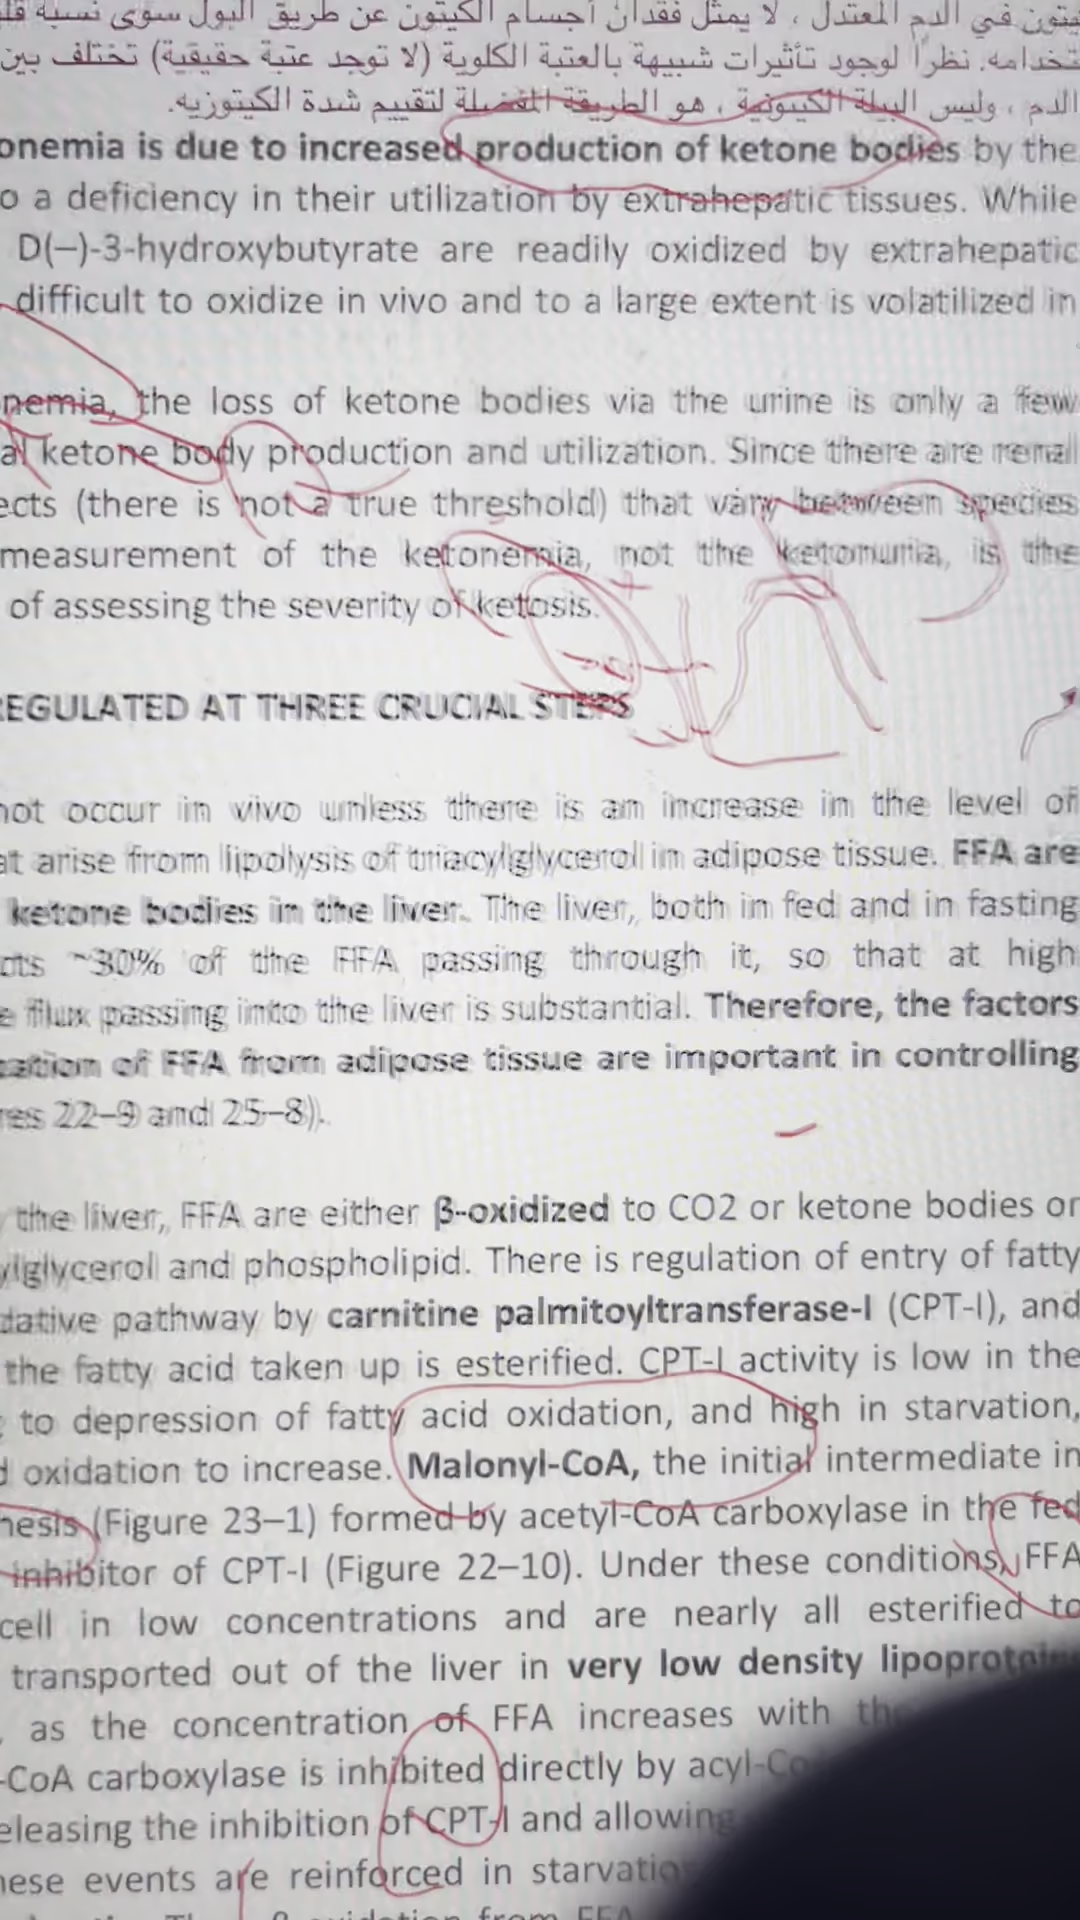 يتون في الدم المعتدل ، لا يمثل فقدان أجسام الكيتون عن طريق البول سوى نسبة
تخدامه. نظرًا لوجود تأثيرات شبيهة بالعتبة الكلوية (لا توجد عتبة حقيقية) تختلف بين
الدم ، وليس البيلة الكيتونية ، هو الطريقة المفضلة لتقييم شدة الكيتوزيه.
onemia is due to increased production of ketone bodies by the
o a deficiency in their utilization by extrahepatic tissues. While
D(−)-3-hydroxybutyrate are readily oxidized by extrahepatic
difficult to oxidize in vivo and to a large extent is volatilized in
nemia, the loss of ketone bodies via the urine is only a few
al ketone body production and utilization. Since there are renal
ects (there is not a true threshold) that vary between species
measurement of the ketonemia, not the ketonuria, is the
of assessing the severity of ketosis.
REGULATED AT THREE CRUCIAL STEPS
not occur in vivo unless there is an increase in the level of
at arise from lipolysis of triacylglycerol in adipose tissue. FFA are
ketone bodies in the liver. The liver, both in fed and in fasting
cts ~30% of the FFA passing through it, so that at high
e flux passing into the liver is substantial. Therefore, the factors
zation of FFA from adipose tissue are important in controlling
res 22–9 and 25–8).
the liver, FFA are either β-oxidized to CO2 or ketone bodies or
ylglycerol and phospholipid. There is regulation of entry of fatty
dative pathway by carnitine palmitoyltransferase-I (CPT-I), and
the fatty acid taken up is esterified. CPT-I activity is low in the
to depression of fatty acid oxidation, and high in starvation,
d oxidation to increase. Malonyl-CoA, the initial intermediate in
hesis (Figure 23–1) formed by acetyl-CoA carboxylase in the fed
inhibitor of CPT-I (Figure 22–10). Under these conditions, FFA
cell in low concentrations and are nearly all esterified to
transported out of the liver in very low density lipoprotein
, as the concentration of FFA increases with the
-CoA carboxylase is inhibited directly by acyl-Co
eleasing the inhibition of CPT-I and allowing
hese events are reinforced in starvatio
β-oxidation from FFA